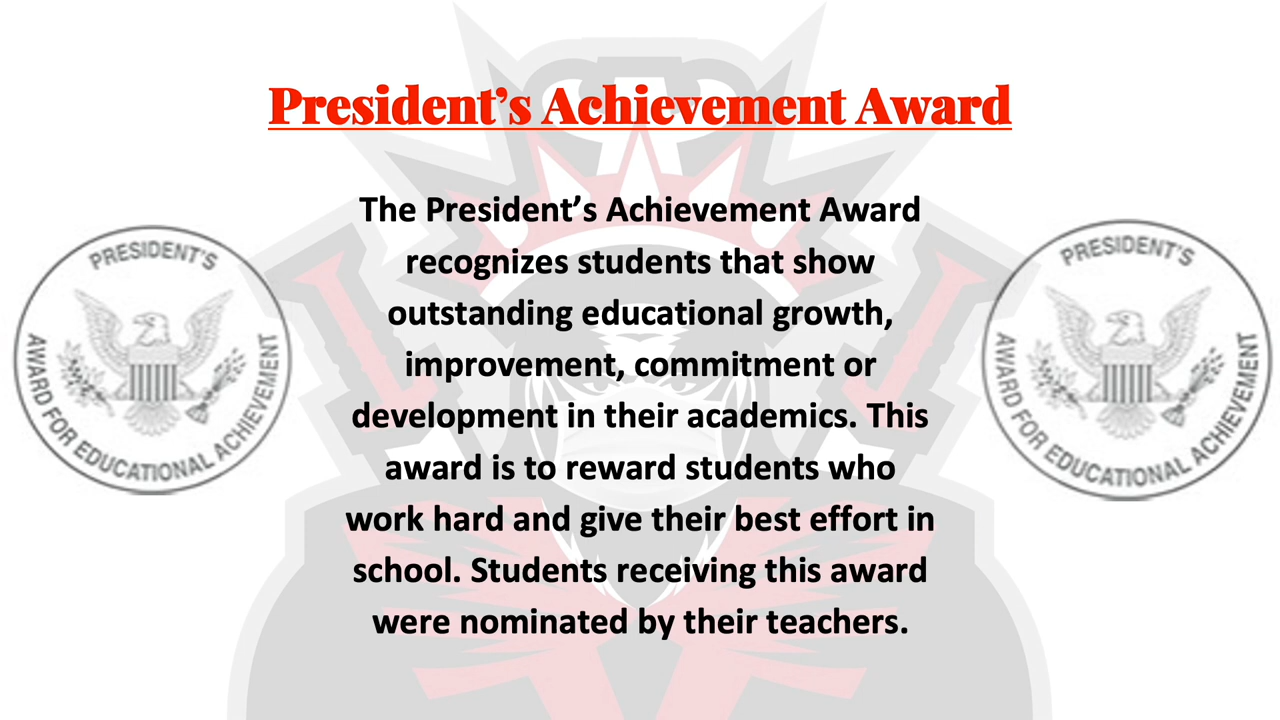 President’s Achievement Award
The President’s Achievement Award
recognizes students that show
outstanding educational growth,
improvement, commitment or
development in their academics. This
award is to reward students who
work hard and give their best effort in
school. Students receiving this award
were nominated by their teachers.
PRESIDENT'S
AWARD FOR EDUCATIONAL ACHIEVEMENT
PRESIDENT'S
AWARD FOR EDUCATIONAL ACHIEVEMENT